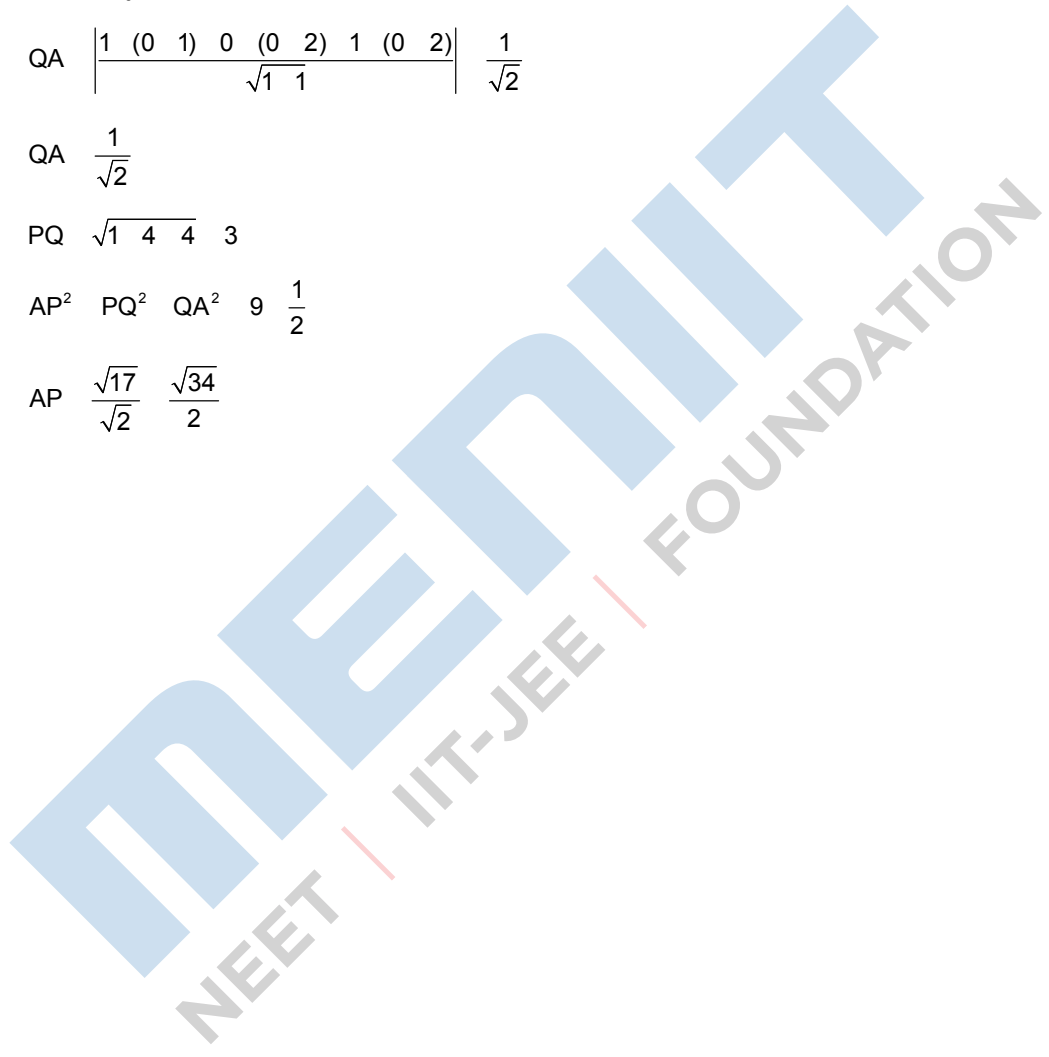 QA |1 (0 1) 0 (0 2) 1 (0 2) / √1 1| 1/√2
QA 1/√2
PQ √1 4 4 3
AP² PQ² QA² 9 1/2
AP √17/√2 √34/2
MENIIT
NEET | IIT-JEE | FOUNDATION